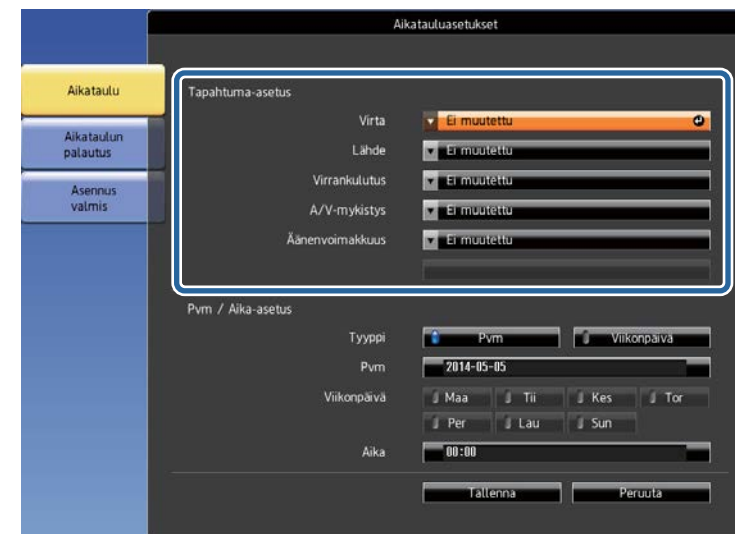 Aikatauluasetukset
Aikataulu
Aikataulun
palautus
Asennus
valmis
Tapahtuma-asetus
Virta Ei muutettu
Lähde Ei muutettu
Virrankulutus Ei muutettu
A/V-mykistys Ei muutettu
Äänenvoimakkuus Ei muutettu
Pvm / Aika-asetus
Tyyppi Pvm Viikonpäivä
Pvm 2014-05-05
Viikonpäivä Maa Tii Kes Tor
Per Lau Sun
Aika 00:00
Tallenna Peruuta